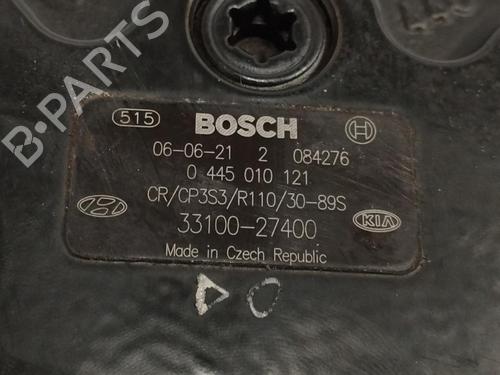 515 BOSCH
06-06-21 2 084276
0 445 010 121
CR/CP3S3/R110/30-89S
33100-27400
KIA
Made in Czech Republic
B-PARTS